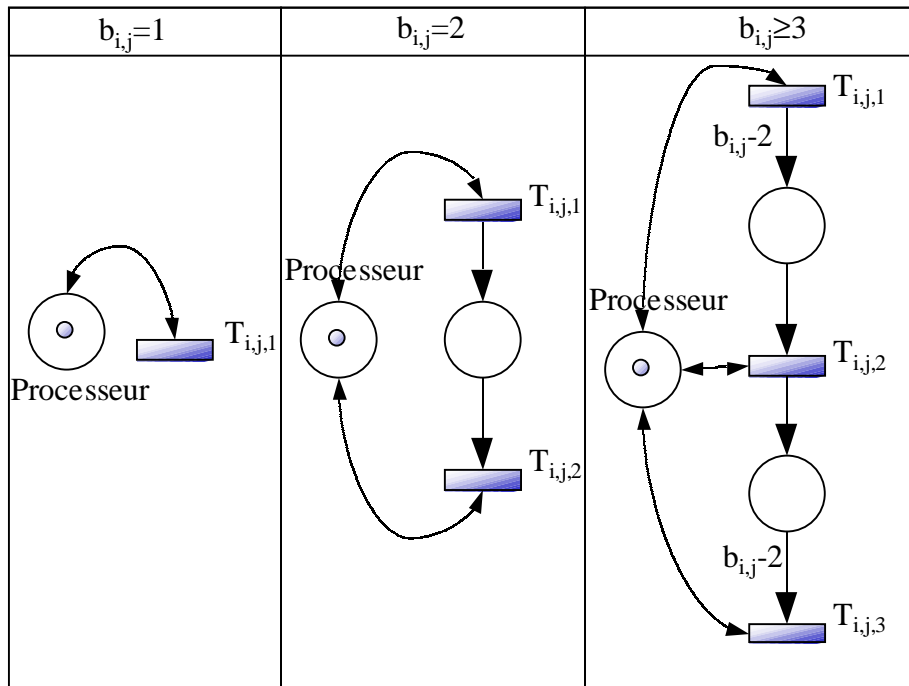 b_{i,j}=1
b_{i,j}=2
b_{i,j}≥3
T_{i,j,1}
Processeur
T_{i,j,1}
Processeur
T_{i,j,2}
T_{i,j,1}
b_{i,j}-2
Processeur
T_{i,j,2}
b_{i,j}-2
T_{i,j,3}